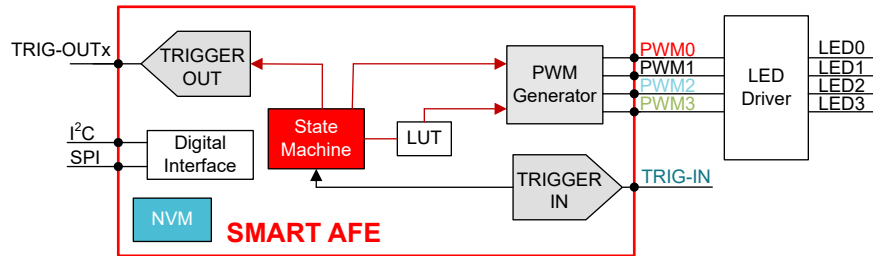 TRIG-OUTx
TRIGGER
OUT
I²C
SPI
Digital
Interface
NVM
SMART AFE
State
Machine
LUT
PWM
Generator
TRIGGER
IN
PWM0
PWM1
PWM2
PWM3
TRIG-IN
LED
Driver
LED0
LED1
LED2
LED3